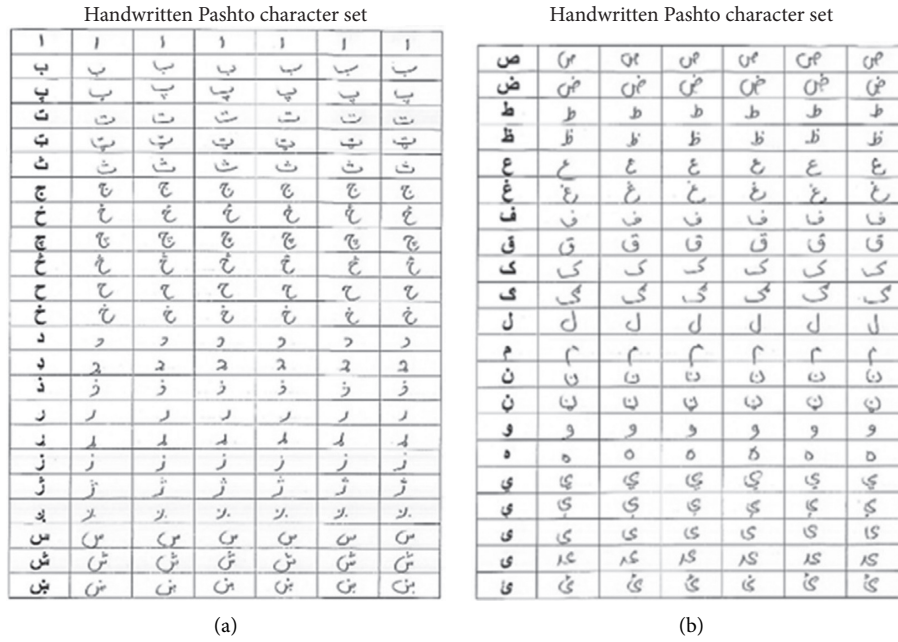 Handwritten Pashto character set
ا ا ا ا ا ا ا
ب ب ب ب ب ب ب
پ پ پ پ پ پ پ
ت ت ت ت ت ت ت
ټ ټ ټ ټ ټ ټ ټ
ث ث ث ث ث ث ث
ج ج ج ج ج ج ج
ځ ځ ځ ځ ځ ځ ځ
چ چ چ چ چ چ چ
څ څ څ څ څ څ څ
ح ح ح ح ح ح ح
خ خ خ خ خ خ خ
د د د د د د د
ډ ډ ډ ډ ډ ډ ډ
ذ ذ ذ ذ ذ ذ ذ
ر ر ر ر ر ر ر
ړ ړ ړ ړ ړ ړ ړ
ز ز ز ز ز ز ز
ژ ژ ژ ژ ژ ژ ژ
ږ ږ ږ ږ ږ ږ ږ
س س س س س س س
ش ش ش ش ش ش ش
ښ ښ ښ ښ ښ ښ ښ
(a)
Handwritten Pashto character set
ص ص ص ص ص ص ص
ض ض ض ض ض ض ض
ط ط ط ط ط ط ط
ظ ظ ظ ظ ظ ظ ظ
ع ع ع ع ع ع ع
غ غ غ غ غ غ غ
ف ف ف ف ف ف ف
ق ق ق ق ق ق ق
ک ک ک ک ک ک ک
گ گ گ گ گ گ گ
ل ل ل ل ل ل ل
م م م م م م م
ن ن ن ن ن ن ن
ڼ ڼ ڼ ڼ ڼ ڼ ڼ
و و و و و و و
ه ه ه ه ه ه ه
ي ي ي ي ي ي ي
ې ې ې ې ې ې ې
ی ی ی ی ی ی ی
ۍ ۍ ۍ ۍ ۍ ۍ ۍ
ئ ئ ئ ئ ئ ئ ئ
(b)